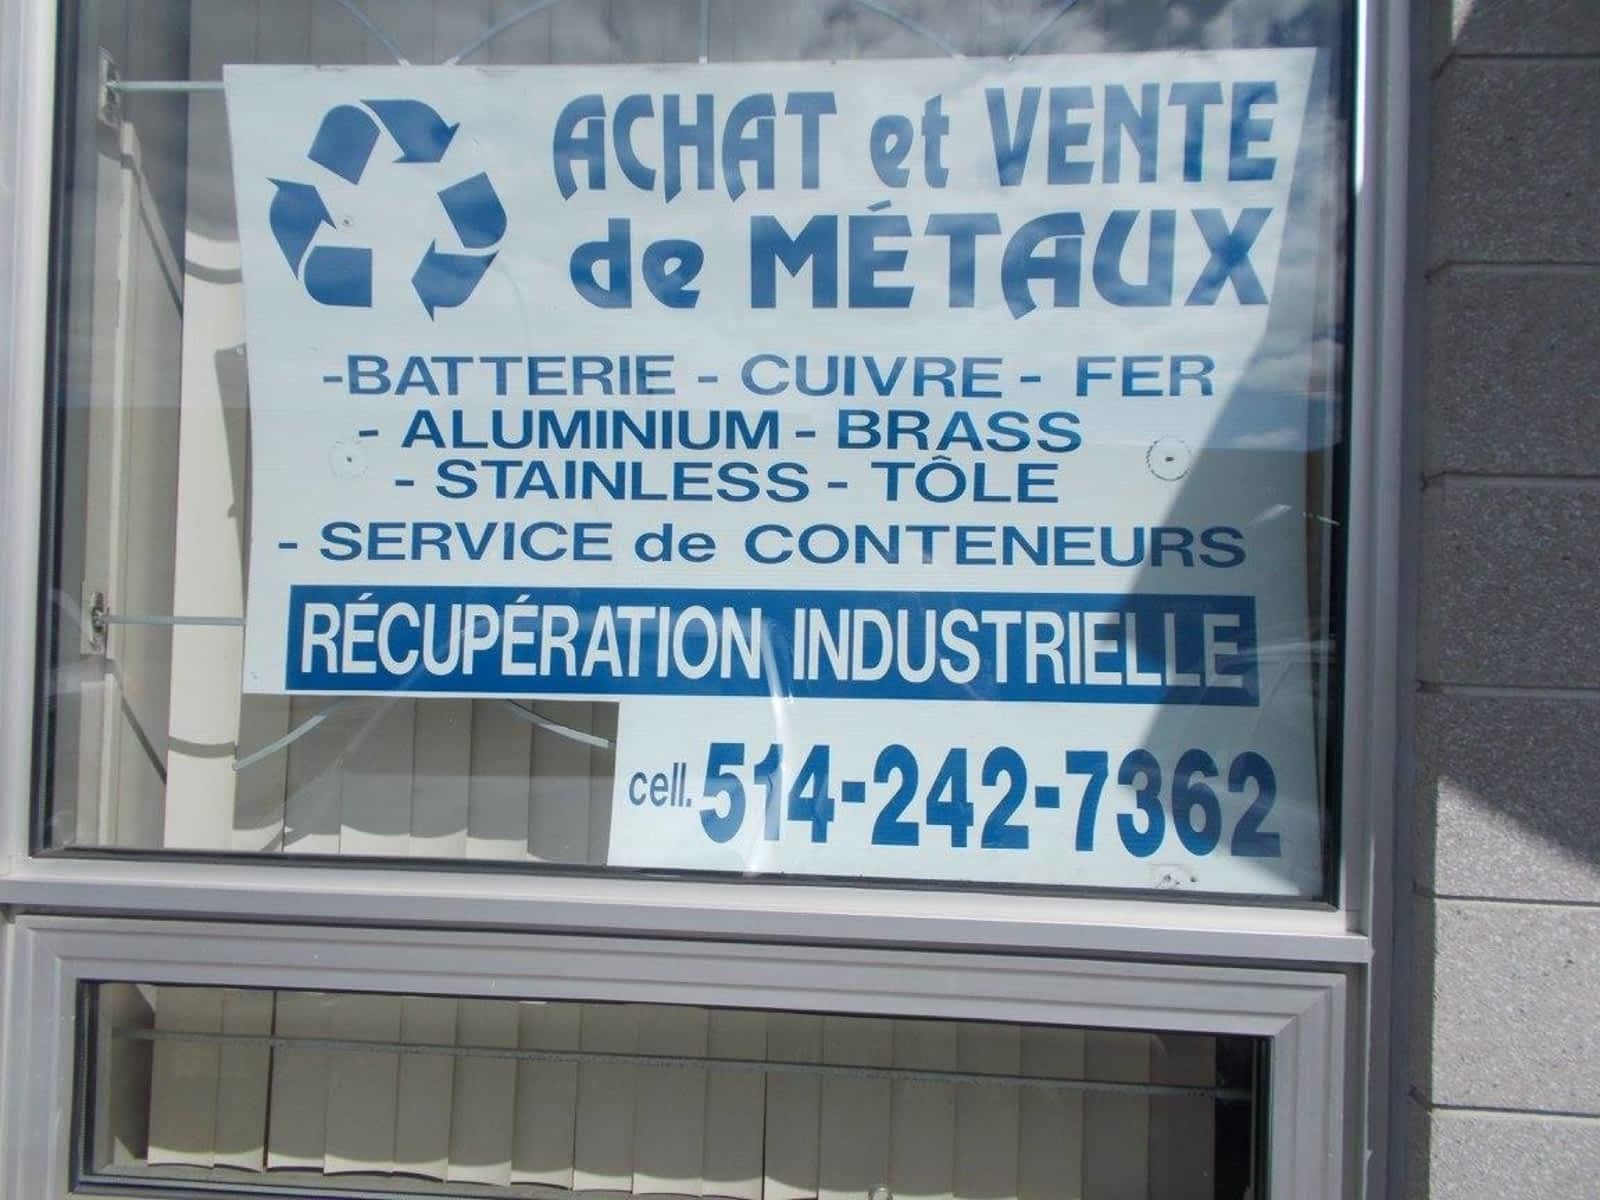 ACHAT et VENTE
de MÉTAUX
-BATTERIE - CUIVRE - FER
- ALUMINIUM - BRASS
- STAINLESS - TÔLE
- SERVICE de CONTENEURS
RÉCUPÉRATION INDUSTRIELLE
cell. 514-242-7362